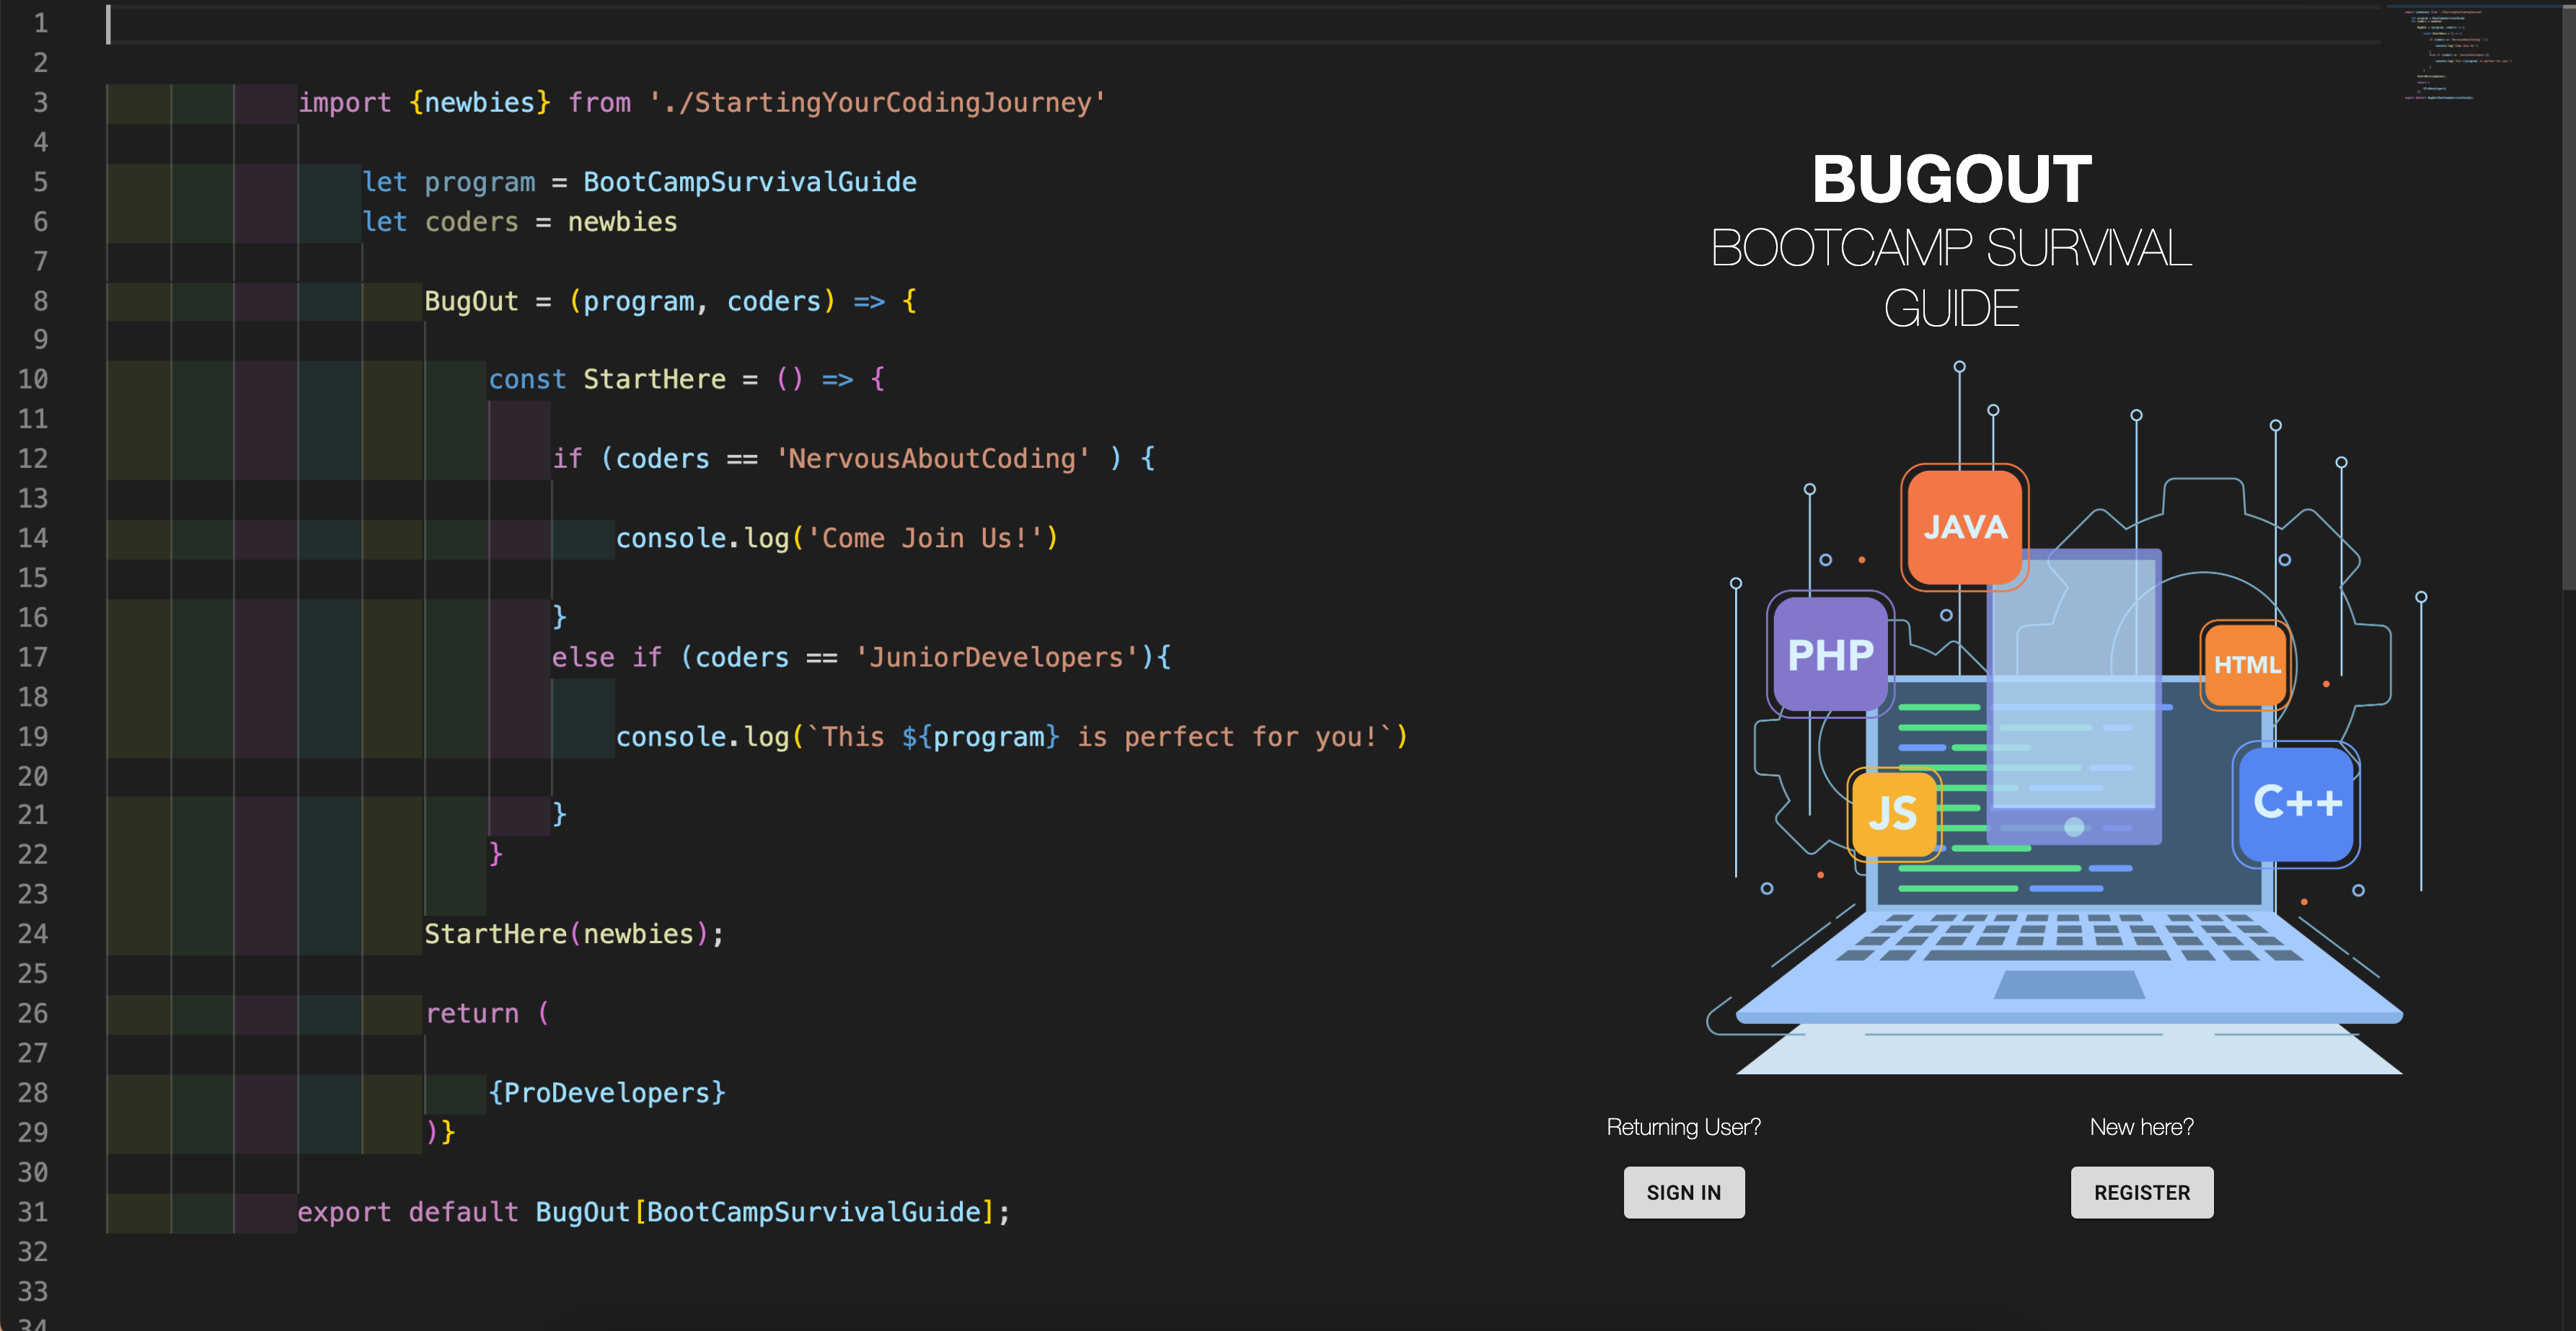 1
2
3 import {newbies} from './StartingYourCodingJourney'
4
5 let program = BootCampSurvivalGuide
6 let coders = newbies
7
8 BugOut = (program, coders) => {
9
10 const StartHere = () => {
11
12 if (coders == 'NervousAboutCoding' ) {
13
14 console.log('Come Join Us!')
15
16 }
17 else if (coders == 'JuniorDevelopers'){
18
19 console.log(`This ${program} is perfect for you!`)
20
21 }
22 }
23
24 StartHere(newbies);
25
26 return (
27
28 {ProDevelopers}
29 )}
30
31 export default BugOut[BootCampSurvivalGuide];
32
33
34
BUGOUT
BOOTCAMP SURVIVAL
GUIDE
JAVA
PHP
HTML
JS
C++
Returning User?
SIGN IN
New here?
REGISTER